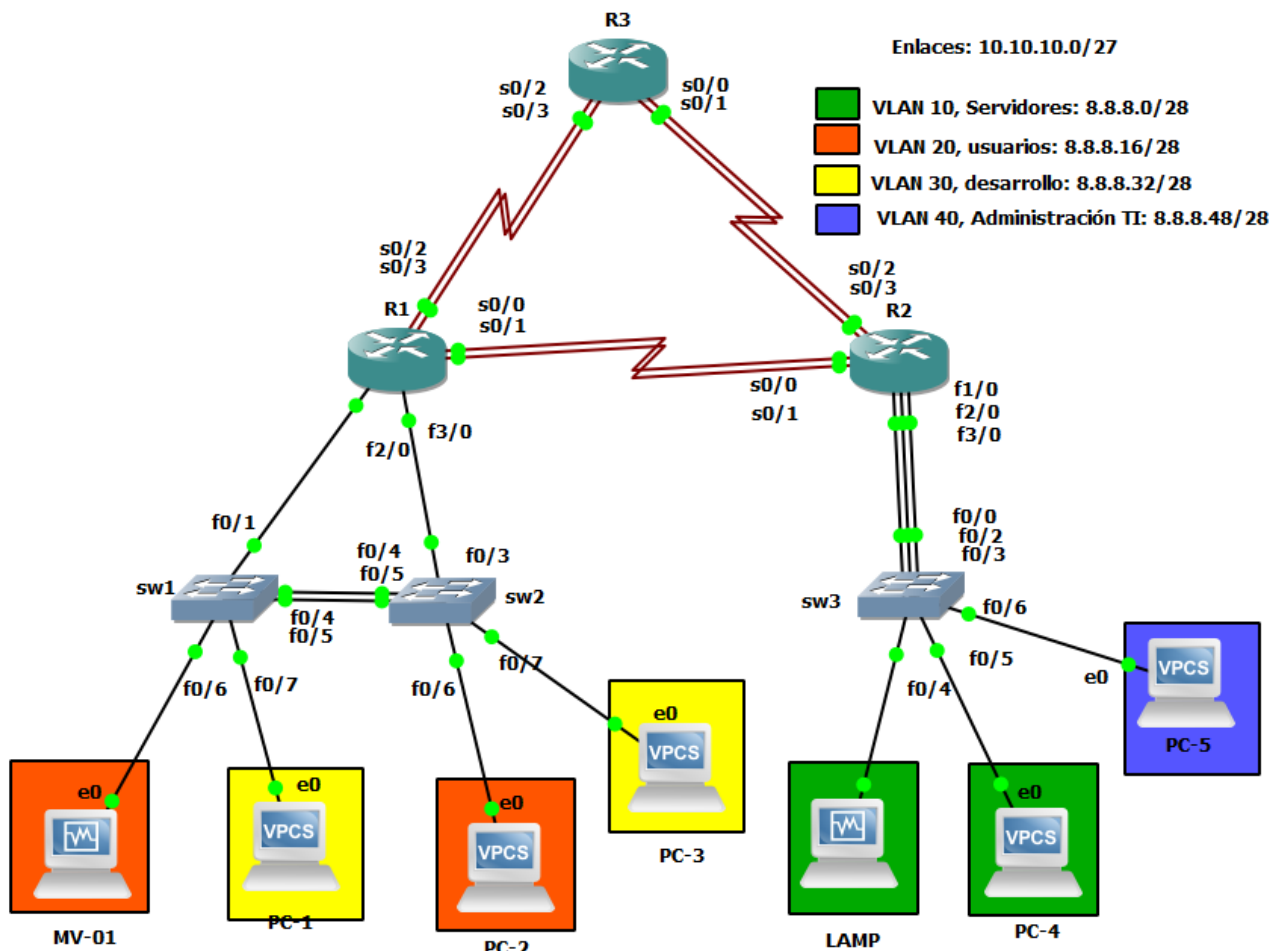 R3
Enlaces: 10.10.10.0/27
s0/2
s0/3
s0/0
s0/1
VLAN 10, Servidores: 8.8.8.0/28
VLAN 20, usuarios: 8.8.8.16/28
VLAN 30, desarrollo: 8.8.8.32/28
VLAN 40, Administración TI: 8.8.8.48/28
s0/2
s0/3
R1
s0/0
s0/1
s0/2
s0/3
R2
s0/0
s0/1
f1/0
f2/0
f3/0
f3/0
f2/0
f0/1
f0/4
f0/5
f0/3
f0/0
f0/2
f0/3
sw1
f0/4
f0/5
sw2
sw3
f0/6
f0/6
f0/7
f0/6
f0/7
f0/4
f0/5
e0
VPCS
PC-5
e0
VPCS
PC-3
e0
e0
VPCS
PC-1
e0
VPCS
PC-2
e0
VPCS
PC-4
MV-01
LAMP